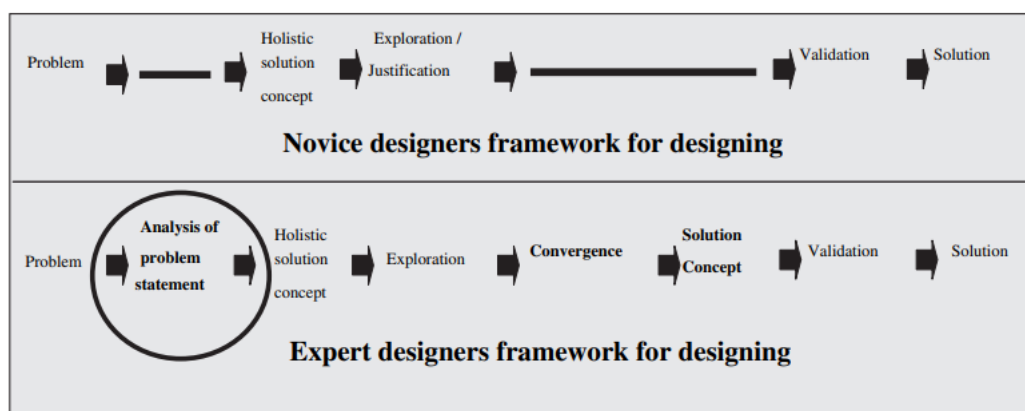 Problem
Holistic
solution
concept
Exploration /
Justification
Validation
Solution
Novice designers framework for designing
Problem
Analysis of
problem
statement
Holistic
solution
concept
Exploration
Convergence
Solution
Concept
Validation
Solution
Expert designers framework for designing